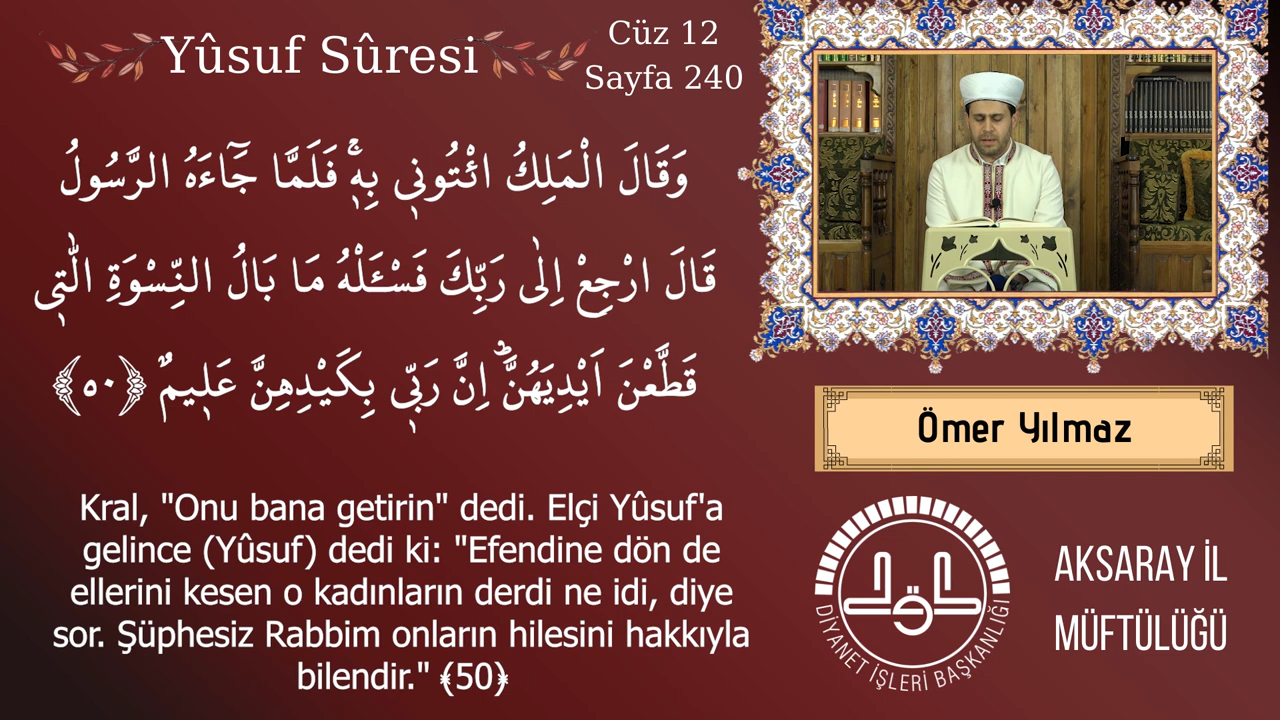 Yûsuf Sûresi
Cüz 12
Sayfa 240
وَقَالَ الْمَلِكُ ائْتُون۪ي بِه۪ۚ فَلَمَّا جَٓاءَهُ الرَّسُولُ
قَالَ ارْجِعْ اِلٰى رَبِّكَ فَسْـَٔلْهُ مَا بَالُ النِّسْوَةِ الّٰت۪ي
قَطَّعْنَ اَيْدِيَهُنَّۜ اِنَّ رَبّ۪ي بِكَيْدِهِنَّ عَل۪يمٌ ﴿٥٠﴾
Kral, "Onu bana getirin" dedi. Elçi Yûsuf'a
gelince (Yûsuf) dedi ki: "Efendine dön de
ellerini kesen o kadınların derdi ne idi, diye
sor. Şüphesiz Rabbim onların hilesini hakkıyla
bilendir." ﴾50﴿
Ömer Yılmaz
DİYANET İŞLERİ BAŞKANLIĞI
AKSARAY İL
MÜFTÜLÜĞÜ